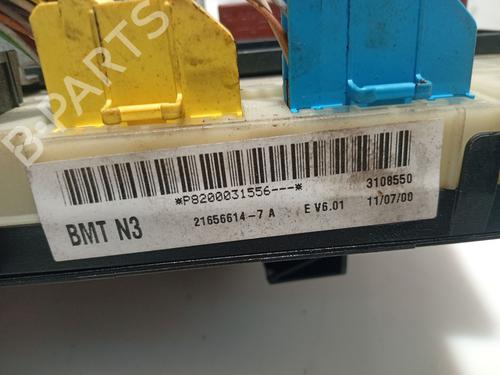 B-PARTS
*P8200031556---*
3108550
BMT N3
21656614-7 A
E V6.01
11/07/00